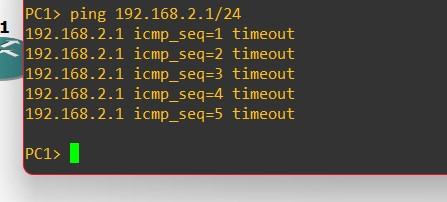 1
PC1> ping 192.168.2.1/24
192.168.2.1 icmp_seq=1 timeout
192.168.2.1 icmp_seq=2 timeout
192.168.2.1 icmp_seq=3 timeout
192.168.2.1 icmp_seq=4 timeout
192.168.2.1 icmp_seq=5 timeout
PC1>